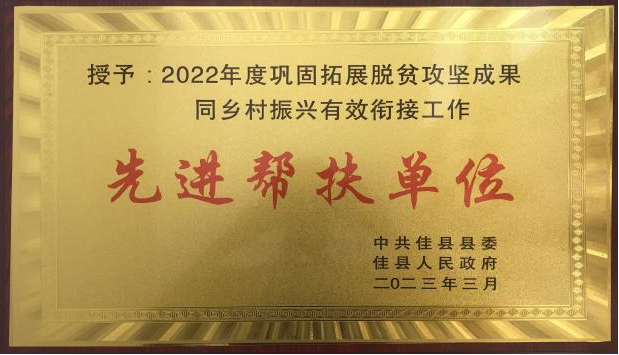 授予：2022年度巩固拓展脱贫攻坚成果
同乡村振兴有效衔接工作
先进帮扶单位
中共佳县县委
佳县人民政府
二〇二三年三月